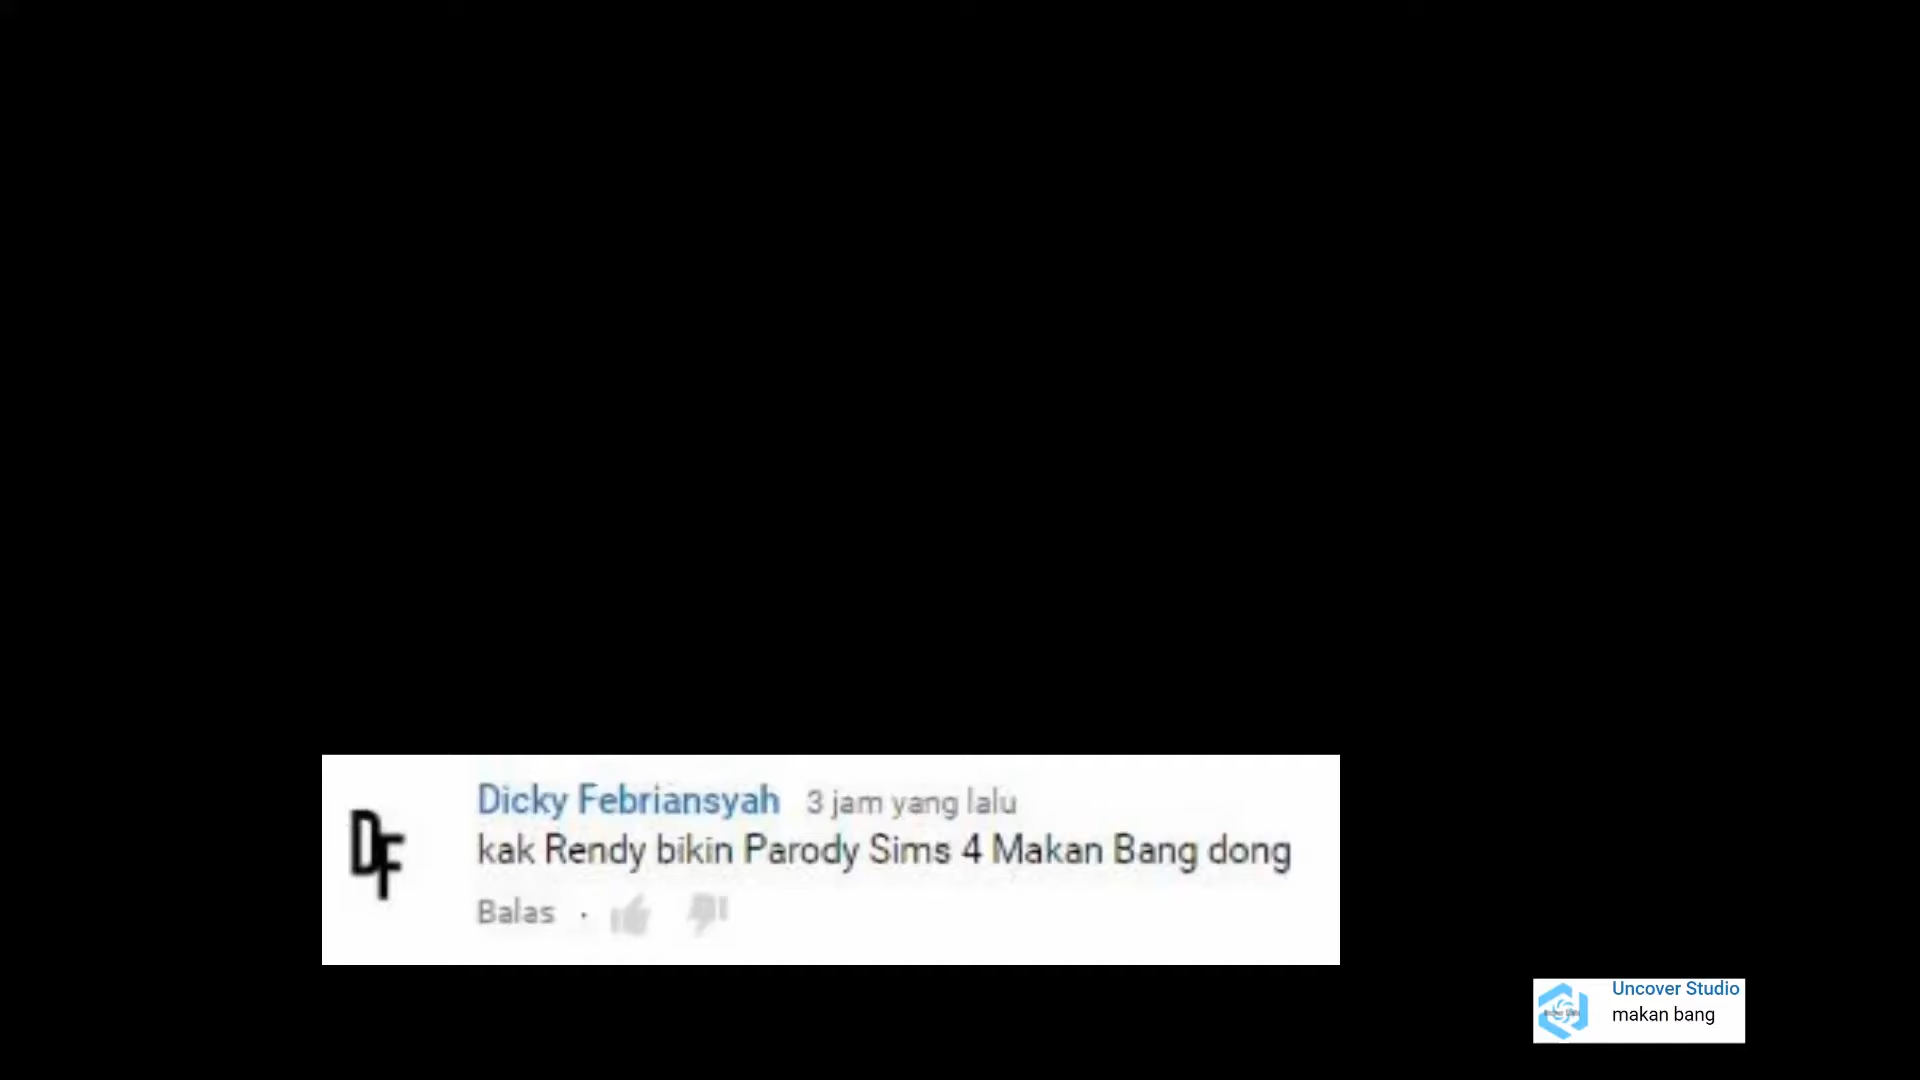 Dicky Febriansyah 3 jam yang lalu
kak Rendy bikin Parody Sims 4 Makan Bang dong
Balas ·
DF
Uncover Studio
makan bang